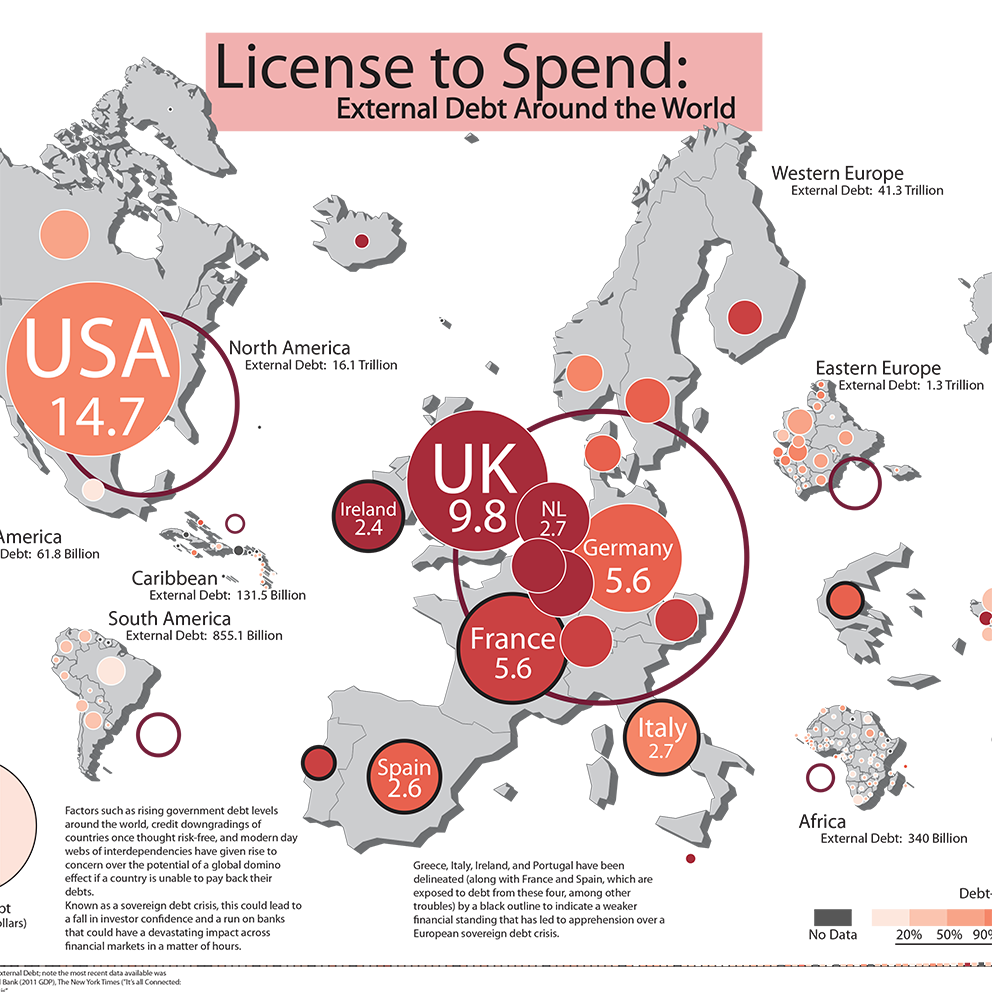 License to Spend:
External Debt Around the World
Western Europe
External Debt: 41.3 Trillion
USA
14.7
North America
External Debt: 16.1 Trillion
Eastern Europe
External Debt: 1.3 Trillion
UK
9.8
Ireland
2.4
NL
2.7
Germany
5.6
America
Debt: 61.8 Billion
Caribbean
External Debt: 131.5 Billion
South America
External Debt: 855.1 Billion
France
5.6
Italy
2.7
Spain
2.6
Africa
External Debt: 340 Billion
Factors such as rising government debt levels
around the world, credit downgradings of
countries once thought risk-free, and modern day
webs of interdependencies have given rise to
concern over the potential of a global domino
effect if a country is unable to pay back their
debts.
Known as a sovereign debt crisis, this could lead to
a fall in investor confidence and a run on banks
that could have a devastating impact across
financial markets in a matter of hours.
Greece, Italy, Ireland, and Portugal have been
delineated (along with France and Spain, which are
exposed to debt from these four, among other
troubles) by a black outline to indicate a weaker
financial standing that has led to apprehension over a
European sovereign debt crisis.
bt
ollars)
Debt-
No Data
20% 50% 90%
xternal Debt; note the most recent data available was
l Bank (2011 GDP), The New York Times ("It's all Connected: